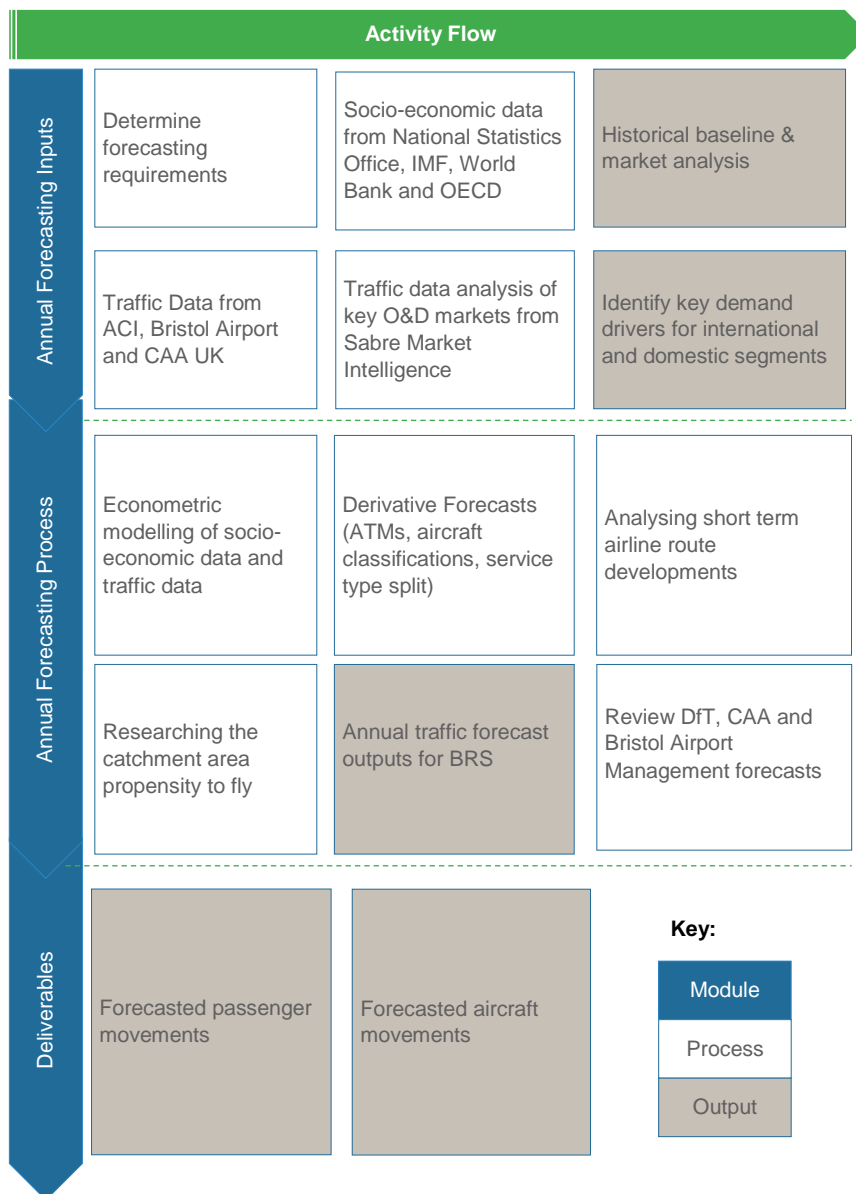 Activity Flow
Annual Forecasting Inputs
Determine
forecasting
requirements
Socio-economic data
from National Statistics
Office, IMF, World
Bank and OECD
Historical baseline &
market analysis
Traffic Data from
ACI, Bristol Airport
and CAA UK
Traffic data analysis of
key O&D markets from
Sabre Market
Intelligence
Identify key demand
drivers for international
and domestic segments
Annual Forecasting Process
Econometric
modelling of socio-
economic data and
traffic data
Derivative Forecasts
(ATMs, aircraft
classifications, service
type split)
Analysing short term
airline route
developments
Researching the
catchment area
propensity to fly
Annual traffic forecast
outputs for BRS
Review DfT, CAA and
Bristol Airport
Management forecasts
Deliverables
Forecasted passenger
movements
Forecasted aircraft
movements
Key:
Module
Process
Output